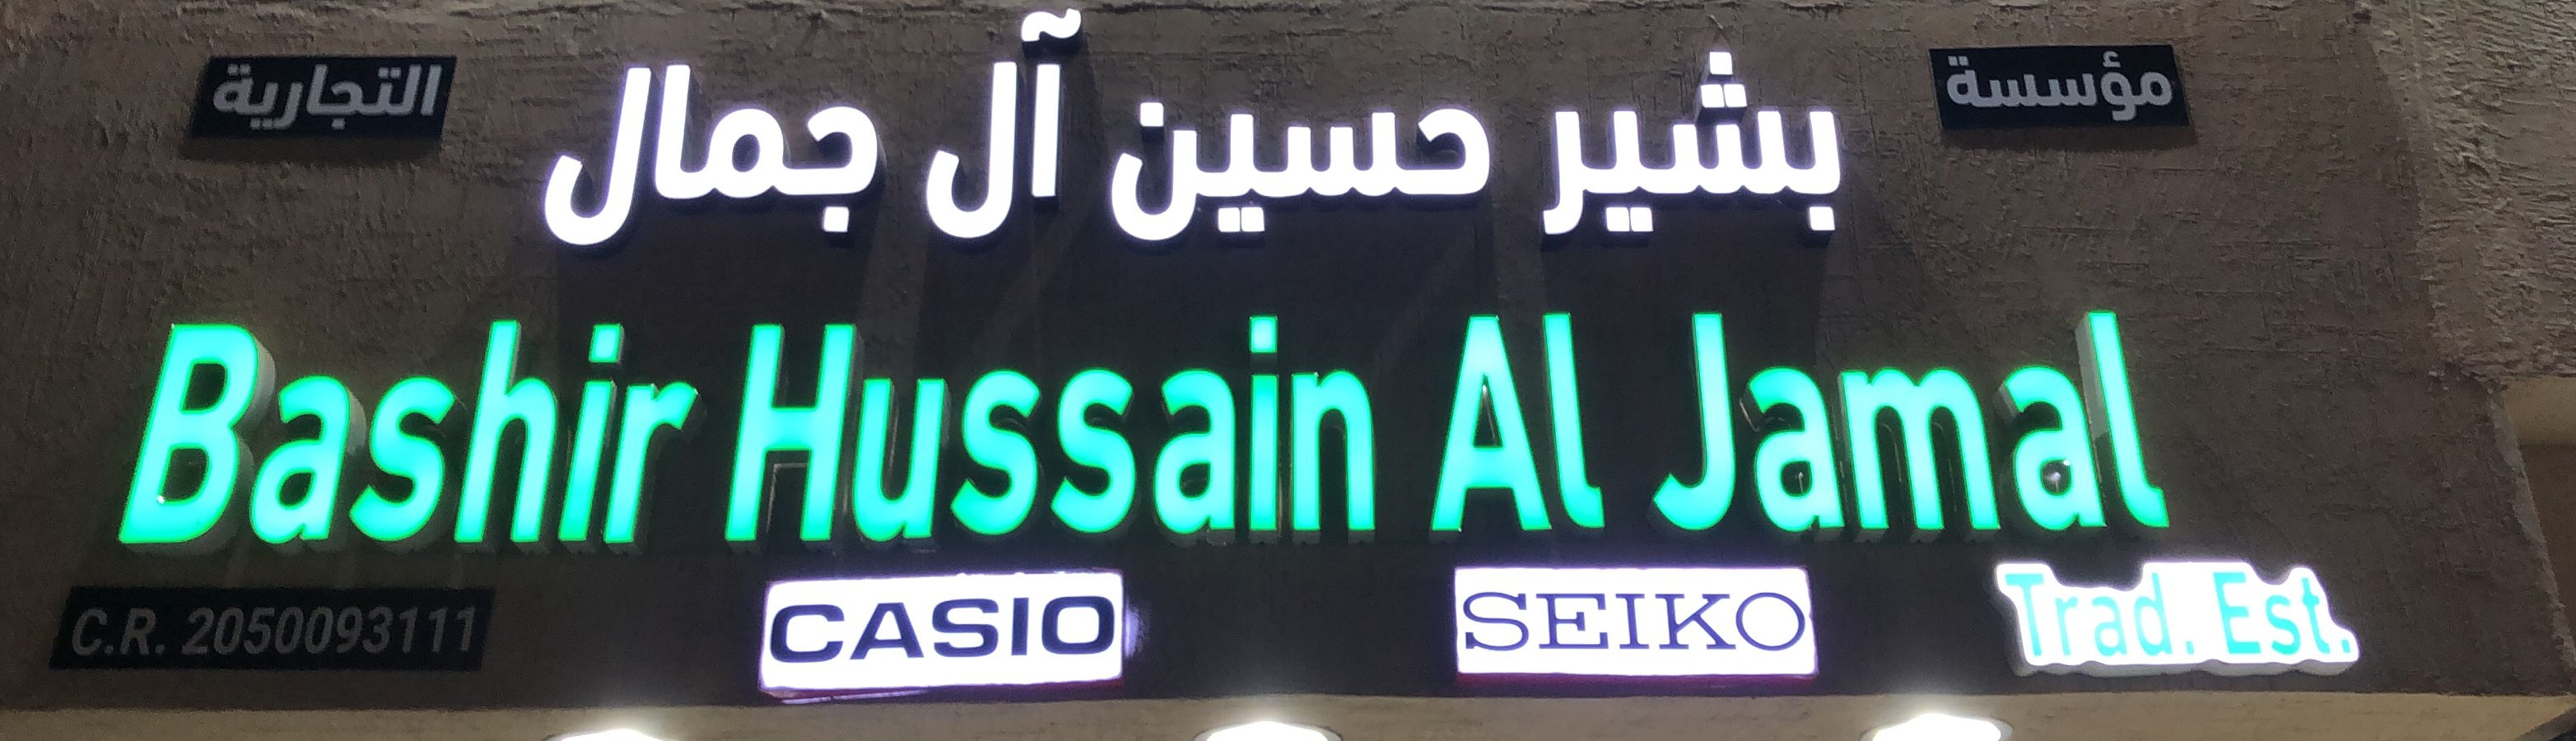 مؤسسة بشير حسين آل جمال التجارية
Bashir Hussain Al Jamal
C.R. 2050093111 CASIO SEIKO Trad. Est.